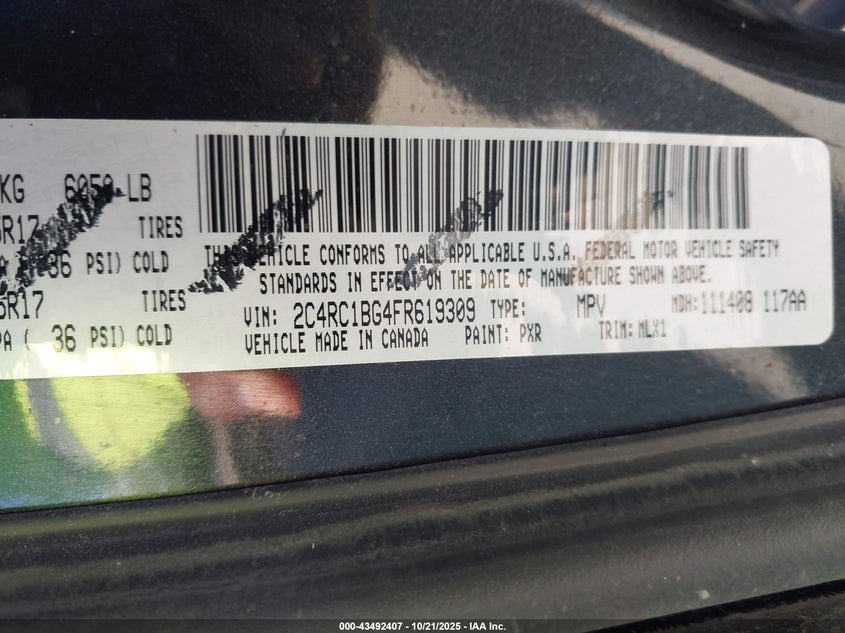 KG 6050 LB
R17 TIRES
36 PSI) COLD
R17 TIRES
PA ( 36 PSI) COLD
THIS VEHICLE CONFORMS TO ALL APPLICABLE U.S.A. FEDERAL MOTOR VEHICLE SAFETY
STANDARDS IN EFFECT ON THE DATE OF MANUFACTURE SHOWN ABOVE.
VIN: 2C4RC1BG4FR619309 TYPE: MPV MDH:111408 117AA
VEHICLE MADE IN CANADA PAINT: PXR TRIM: MLX1
000-43492407 - 10/21/2025 - IAA Inc.